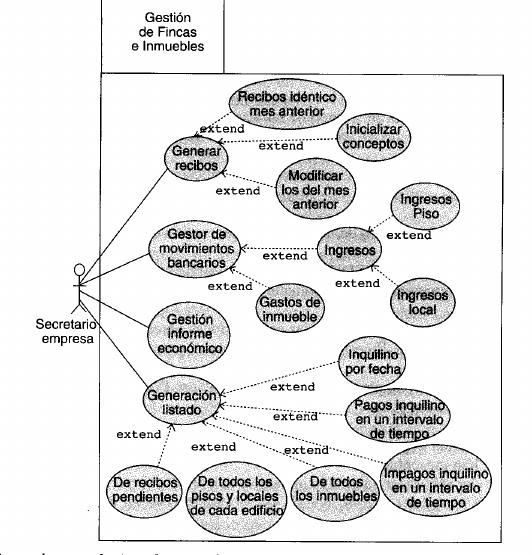 Gestión
de Fincas
e Inmuebles
Recibos idéntico
mes anterior
extend
Inicializar
conceptos
extend
Generar
recibos
extend
Modificar
los del mes
anterior
Ingresos
Piso
extend
Gestor de
movimientos
bancarios
extend
Ingresos
extend
extend
Gastos de
inmueble
Ingresos
local
Secretario
empresa
Gestión
informe
económico
Inquilino
por fecha
extend
Generación
listado
extend
Pagos inquilino
en un intervalo
de tiempo
extend
extend
extend
De recibos
pendientes
De todos los
pisos y locales
de cada edificio
De todos
los inmuebles
Impagos inquilino
en un intervalo
de tiempo